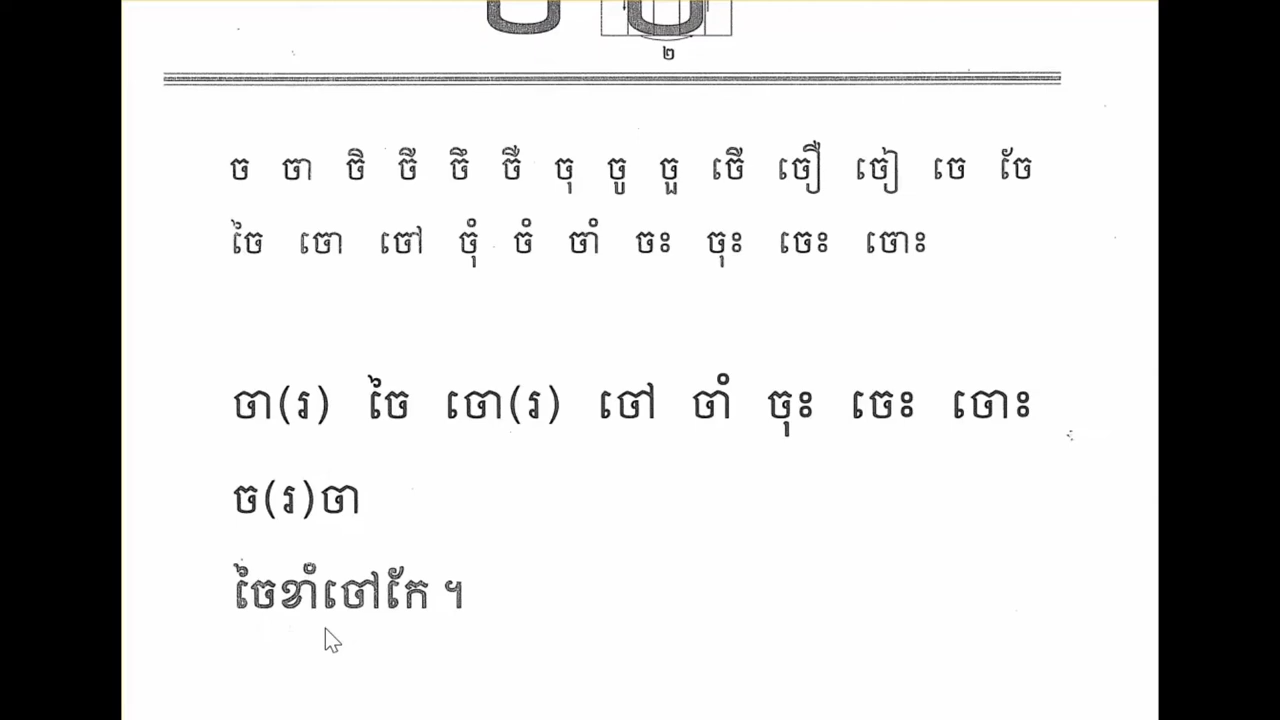 ២
ច ចា ចិ ចី ចឹ ចឺ ចុ ចូ ចួ ចើ ចឿ ចៀ ចេ ចែ
ចៃ ចោ ចៅ ចុំ ចំ ចាំ ចះ ចុះ ចេះ ចោះ
ចា(រ) ចៃ ចោ(រ) ចៅ ចាំ ចុះ ចេះ ចោះ
ច(រ)ចា
ចៃខាំចៅកែ ។